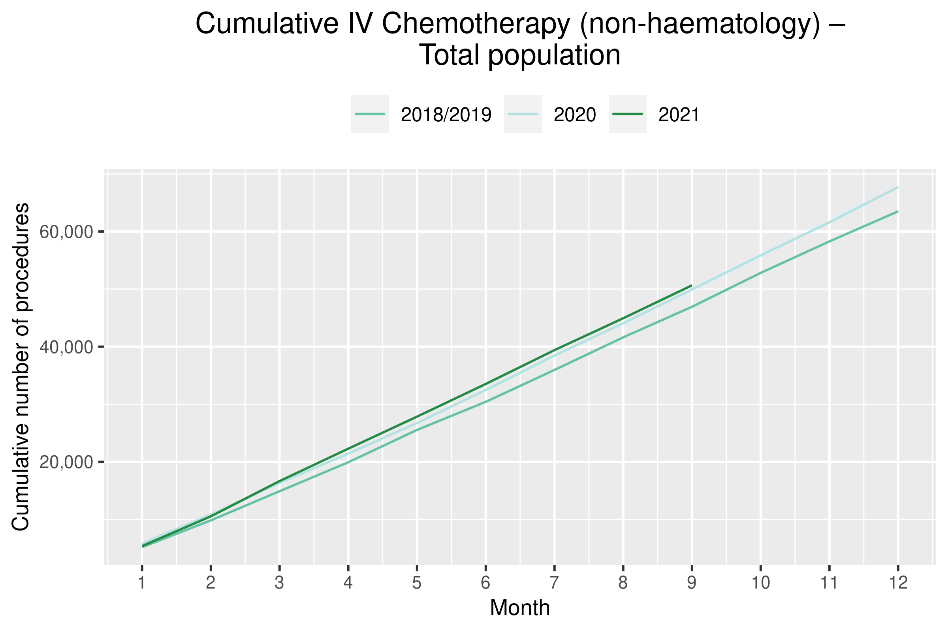 Cumulative IV Chemotherapy (non-haematology) –
Total population
2018/2019 2020 2021
Cumulative number of procedures
60,000
40,000
20,000
1 2 3 4 5 6 7 8 9 10 11 12
Month